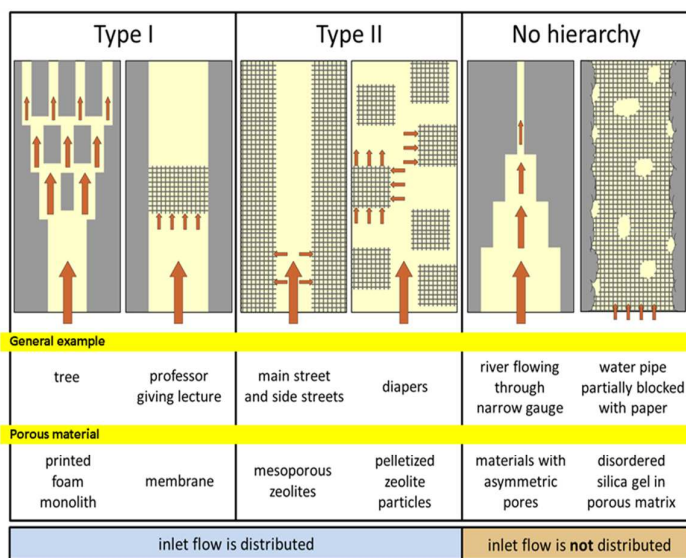 Type I
Type II
No hierarchy
General example
tree
professor
giving lecture
main street
and side streets
diapers
river flowing
through
narrow gauge
water pipe
partially blocked
with paper
Porous material
printed
foam
monolith
membrane
mesoporous
zeolites
pelletized
zeolite
particles
materials with
asymmetric
pores
disordered
silica gel in
porous matrix
inlet flow is distributed
inlet flow is not distributed